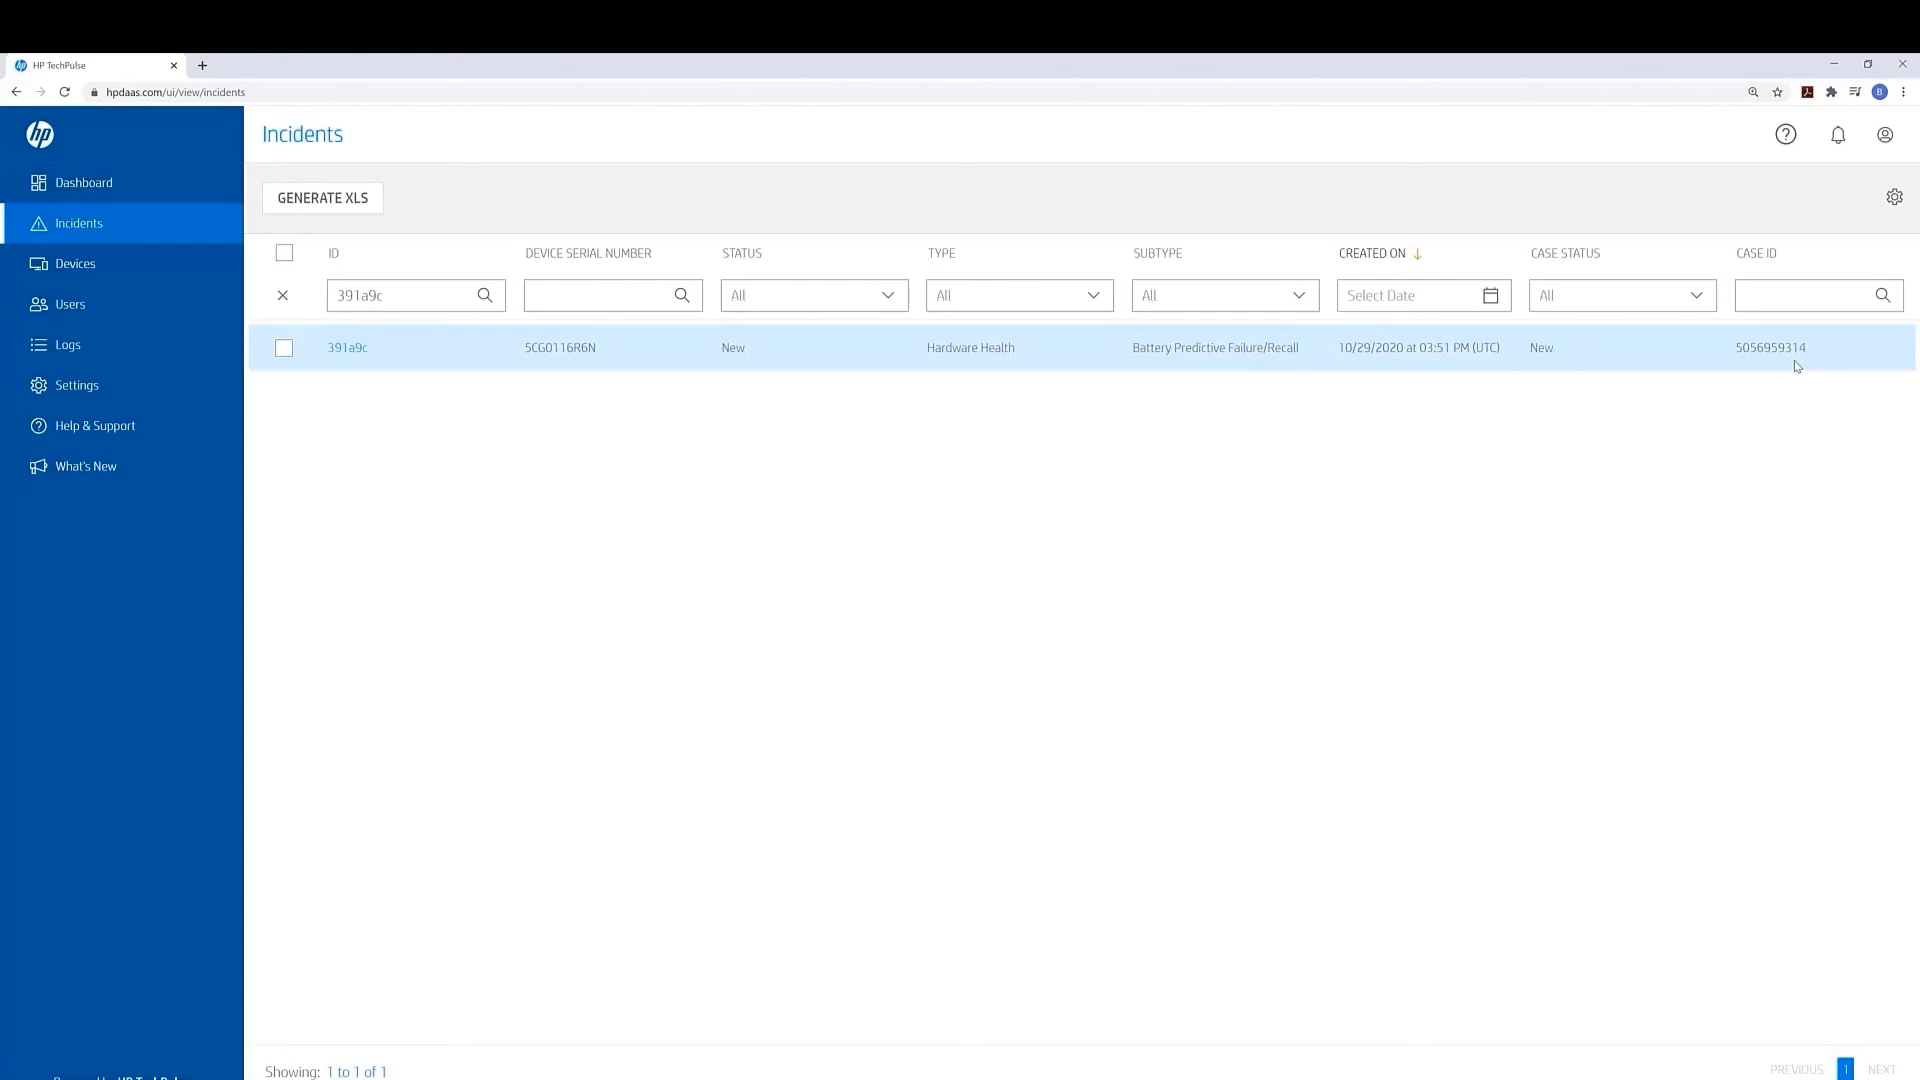 HP TechPulse
hpdaas.com/ui/view/incidents
B
hp
Incidents
Dashboard
Incidents
Devices
Users
Logs
Settings
Help & Support
What's New
GENERATE XLS
ID DEVICE SERIAL NUMBER STATUS TYPE SUBTYPE CREATED ON CASE STATUS CASE ID
391a9c All All All Select Date All
391a9c 5CG0116R6N New Hardware Health Battery Predictive Failure/Recall 10/29/2020 at 03:51 PM (UTC) New 5056959314
Showing: 1 to 1 of 1
PREVIOUS 1 NEXT